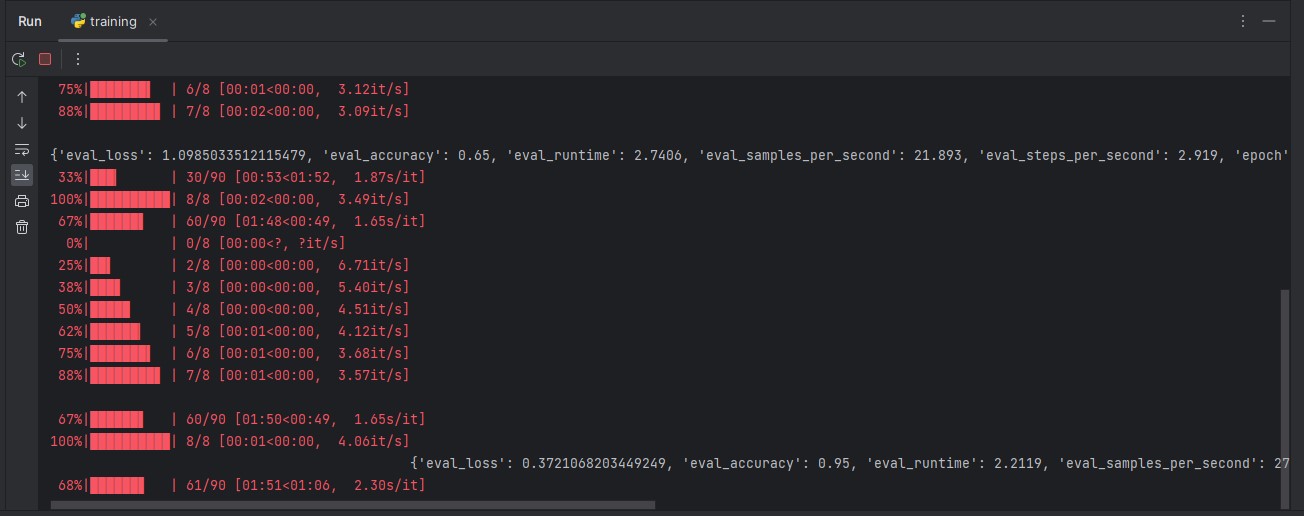 Run training
75%| | 6/8 [00:01<00:00, 3.12it/s]
88%| | 7/8 [00:02<00:00, 3.09it/s]
{'eval_loss': 1.0985033512115479, 'eval_accuracy': 0.65, 'eval_runtime': 2.7406, 'eval_samples_per_second': 21.893, 'eval_steps_per_second': 2.919, 'epoch'
33%| | 30/90 [00:53<01:52, 1.87s/it]
100%| | 8/8 [00:02<00:00, 3.49it/s]
67%| | 60/90 [01:48<00:49, 1.65s/it]
0%| | 0/8 [00:00<?, ?it/s]
25%| | 2/8 [00:00<00:00, 6.71it/s]
38%| | 3/8 [00:00<00:00, 5.40it/s]
50%| | 4/8 [00:00<00:00, 4.51it/s]
62%| | 5/8 [00:01<00:00, 4.12it/s]
75%| | 6/8 [00:01<00:00, 3.68it/s]
88%| | 7/8 [00:01<00:00, 3.57it/s]
67%| | 60/90 [01:50<00:49, 1.65s/it]
100%| | 8/8 [00:01<00:00, 4.06it/s]
{'eval_loss': 0.3721068203449249, 'eval_accuracy': 0.95, 'eval_runtime': 2.2119, 'eval_samples_per_second': 27
68%| | 61/90 [01:51<01:06, 2.30s/it]